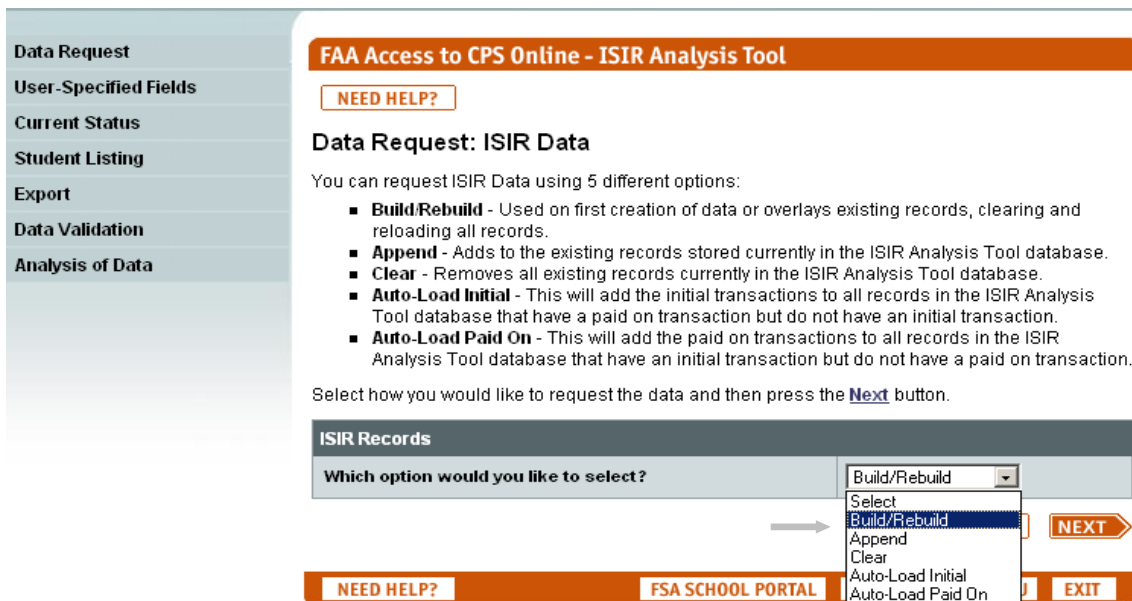 Data Request
User-Specified Fields
Current Status
Student Listing
Export
Data Validation
Analysis of Data
FAA Access to CPS Online - ISIR Analysis Tool
NEED HELP?
Data Request: ISIR Data
You can request ISIR Data using 5 different options:
Build/Rebuild - Used on first creation of data or overlays existing records, clearing and
reloading all records.
Append - Adds to the existing records stored currently in the ISIR Analysis Tool database.
Clear - Removes all existing records currently in the ISIR Analysis Tool database.
Auto-Load Initial - This will add the initial transactions to all records in the ISIR Analysis
Tool database that have a paid on transaction but do not have an initial transaction.
Auto-Load Paid On - This will add the paid on transactions to all records in the ISIR
Analysis Tool database that have an initial transaction but do not have a paid on transaction.
Select how you would like to request the data and then press the Next button.
ISIR Records
Which option would you like to select?
Build/Rebuild
Select
Build/Rebuild
Append
Clear
Auto-Load Initial
Auto-Load Paid On
NEXT
NEED HELP?
FSA SCHOOL PORTAL
EXIT